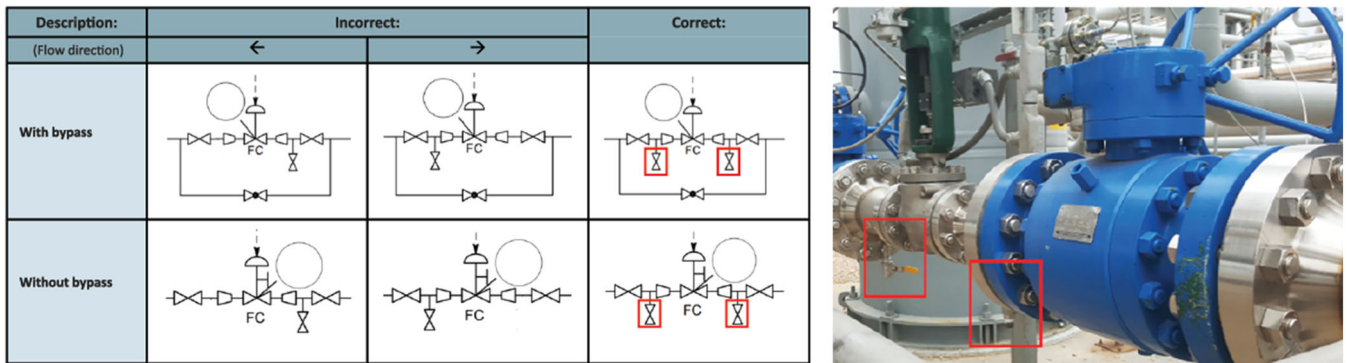 Description: Incorrect: Correct:
(Flow direction) ← →
With bypass
FC FC FC
Without bypass
FC FC FC